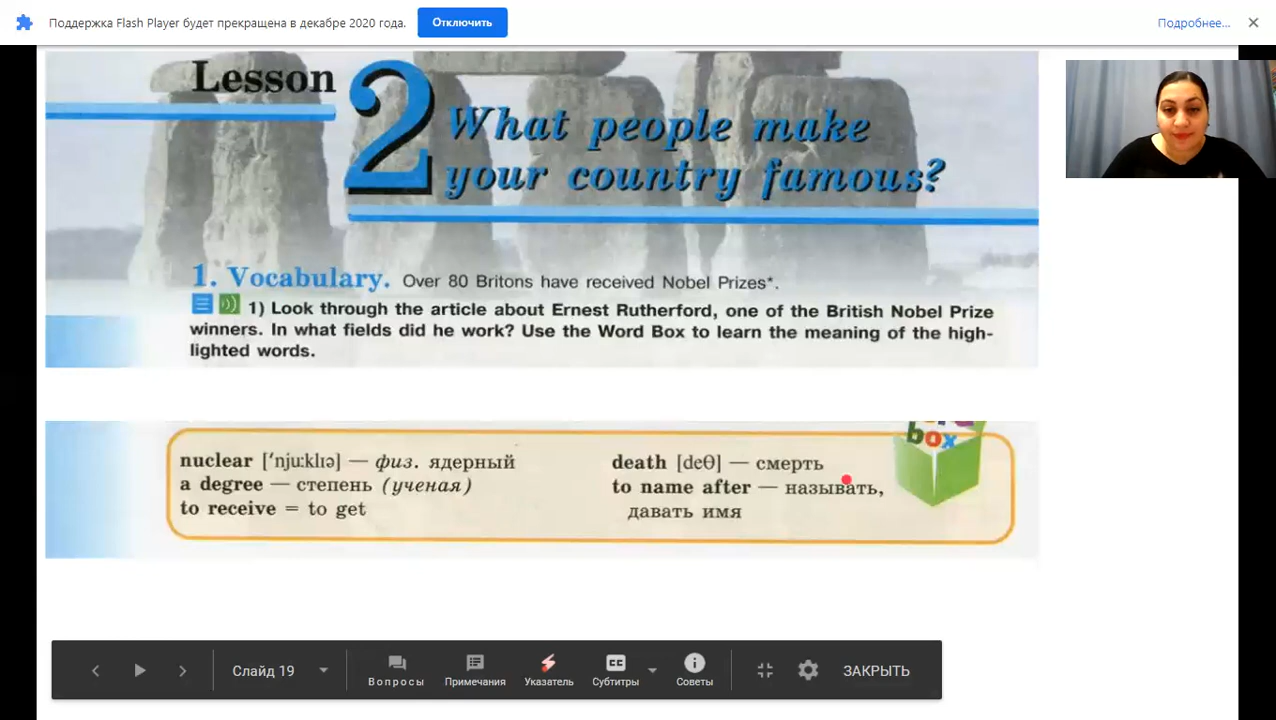 Поддержка Flash Player будет прекращена в декабре 2020 года. Отключить Подробнее...
Lesson 2
What people make
your country famous?
1. Vocabulary. Over 80 Britons have received Nobel Prizes*.
1) Look through the article about Ernest Rutherford, one of the British Nobel Prize
winners. In what fields did he work? Use the Word Box to learn the meaning of the high-
lighted words.
box
nuclear [ˈnju:klɪə] — физ. ядерный
a degree — степень (ученая)
to receive = to get
death [deθ] — смерть
to name after — называть,
давать имя
Слайд 19
Вопросы
Примечания
Указатель
CC
Субтитры
Советы
ЗАКРЫТЬ